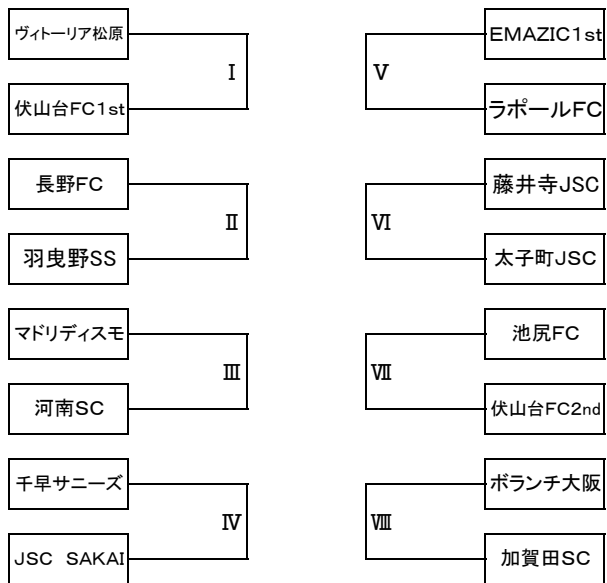 ヴィトーリア松原
Ⅰ
伏山台FC1st
長野FC
Ⅱ
羽曳野SS
マドリディスモ
Ⅲ
河南SC
千早サニーズ
Ⅳ
JSC SAKAI
EMAZIC1st
Ⅴ
ラポールFC
藤井寺JSC
Ⅵ
太子町JSC
池尻FC
Ⅶ
伏山台FC2nd
ボランチ大阪
Ⅷ
加賀田SC